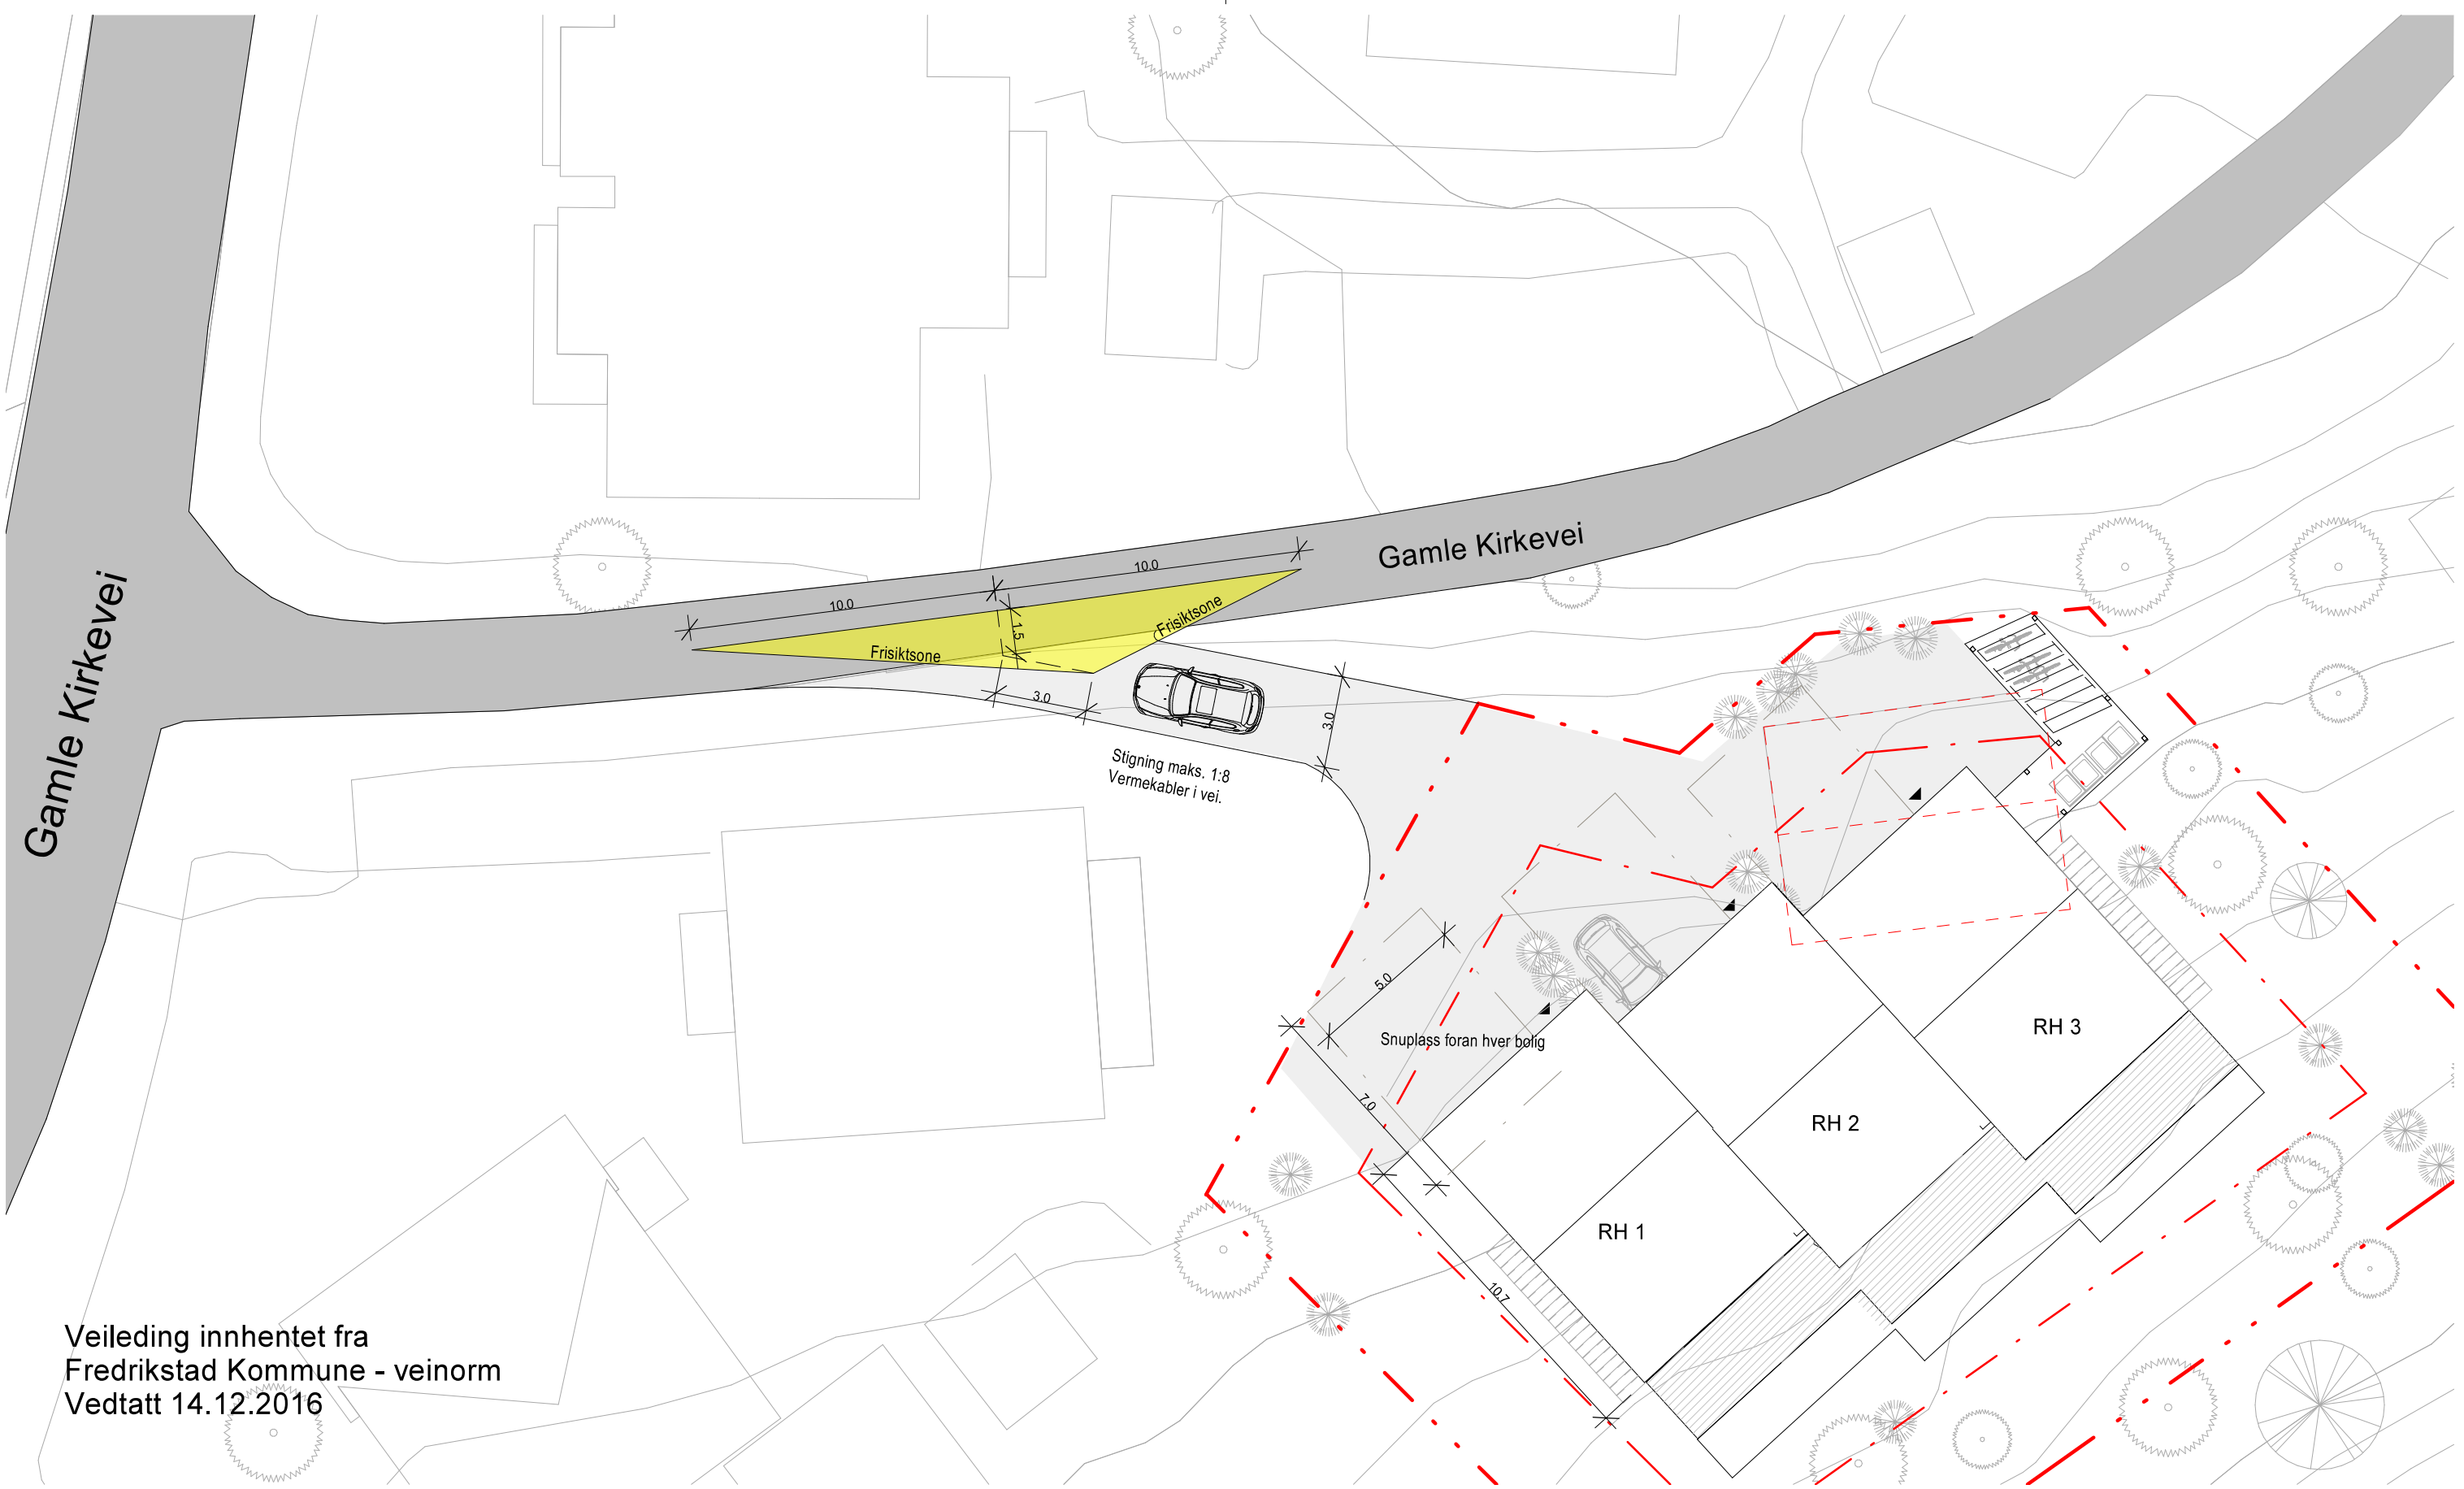 Gamle Kirkevei
10.0
10.0
1.5
Frisiktsone
Frisiktsone
Gamle Kirkevei
3.0
3.0
Stigning maks. 1:8
Vermekabler i vei.
5.0
Snuplass foran hver bolig
7.0
RH 3
RH 2
RH 1
10.7
Veileding innhentet fra
Fredrikstad Kommune - veinorm
Vedtatt 14.12.2016